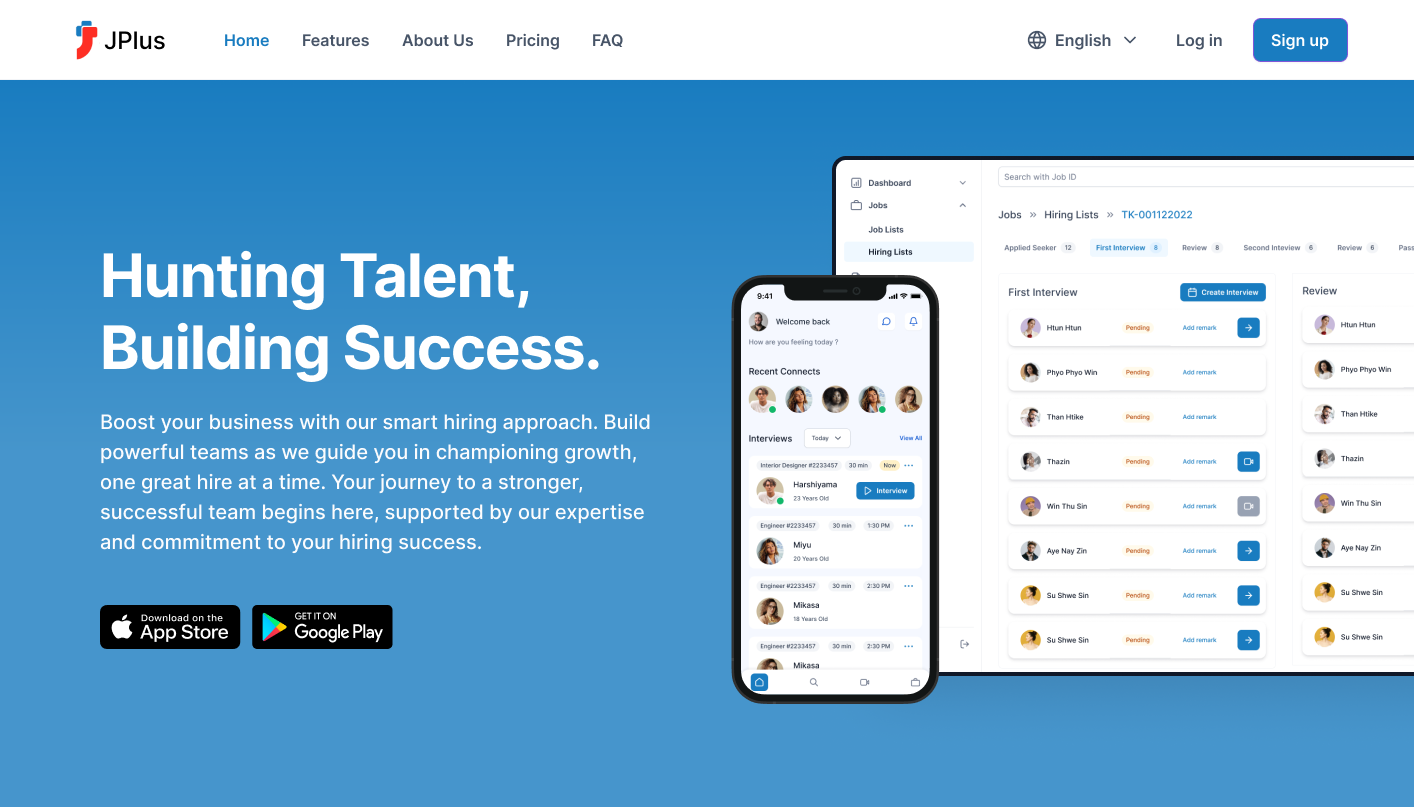 JPlus
Home
Features
About Us
Pricing
FAQ
English
Log in
Sign up
Hunting Talent,
Building Success.
Boost your business with our smart hiring approach. Build
powerful teams as we guide you in championing growth,
one great hire at a time. Your journey to a stronger,
successful team begins here, supported by our expertise
and commitment to your hiring success.
Download on the
App Store
GET IT ON
Google Play
9:41
Welcome back
How are you feeling today ?
Recent Connects
Interviews
Today
View All
Interior Designer #2233457 30 min Now
Harshiyama
23 Years Old
Interview
Engineer #2233457 30 min 1:30 PM
Miyu
20 Years Old
Engineer #2233457 30 min 2:30 PM
Mikasa
18 Years Old
Engineer #2233457 30 min 2:30 PM
Mikasa
Dashboard
Jobs
Job Lists
Hiring Lists
Search with Job ID
Jobs » Hiring Lists » TK-001122022
Applied Seeker 12
First Interview 8
Review 8
Second Inteview 6
Review 6
Pass
First Interview
Create Interview
Htun Htun Pending Add remark
Phyo Phyo Win Pending Add remark
Than Htike Pending Add remark
Thazin Pending Add remark
Win Thu Sin Pending Add remark
Aye Nay Zin Pending Add remark
Su Shwe Sin Pending Add remark
Su Shwe Sin Pending Add remark
Review
Htun Htun
Phyo Phyo Win
Than Htike
Thazin
Win Thu Sin
Aye Nay Zin
Su Shwe Sin
Su Shwe Sin